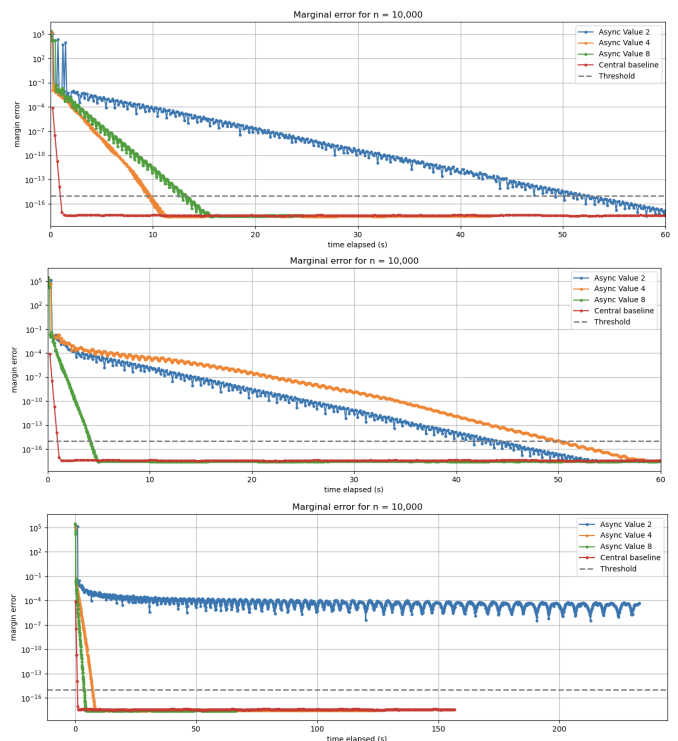 Marginal error for n = 10,000
margin error
10⁵
10²
10⁻¹
10⁻⁴
10⁻⁷
10⁻¹⁰
10⁻¹³
10⁻¹⁶
Async Value 2
Async Value 4
Async Value 8
Central baseline
Threshold
0 10 20 30 40 50 60
time elapsed (s)
Marginal error for n = 10,000
margin error
10⁵
10²
10⁻¹
10⁻⁴
10⁻⁷
10⁻¹⁰
10⁻¹³
10⁻¹⁶
Async Value 2
Async Value 4
Async Value 8
Central baseline
Threshold
0 10 20 30 40 50 60
time elapsed (s)
Marginal error for n = 10,000
margin error
10⁵
10²
10⁻¹
10⁻⁴
10⁻⁷
10⁻¹⁰
10⁻¹³
10⁻¹⁶
Async Value 2
Async Value 4
Async Value 8
Central baseline
Threshold
0 50 100 150 200
time elapsed (s)